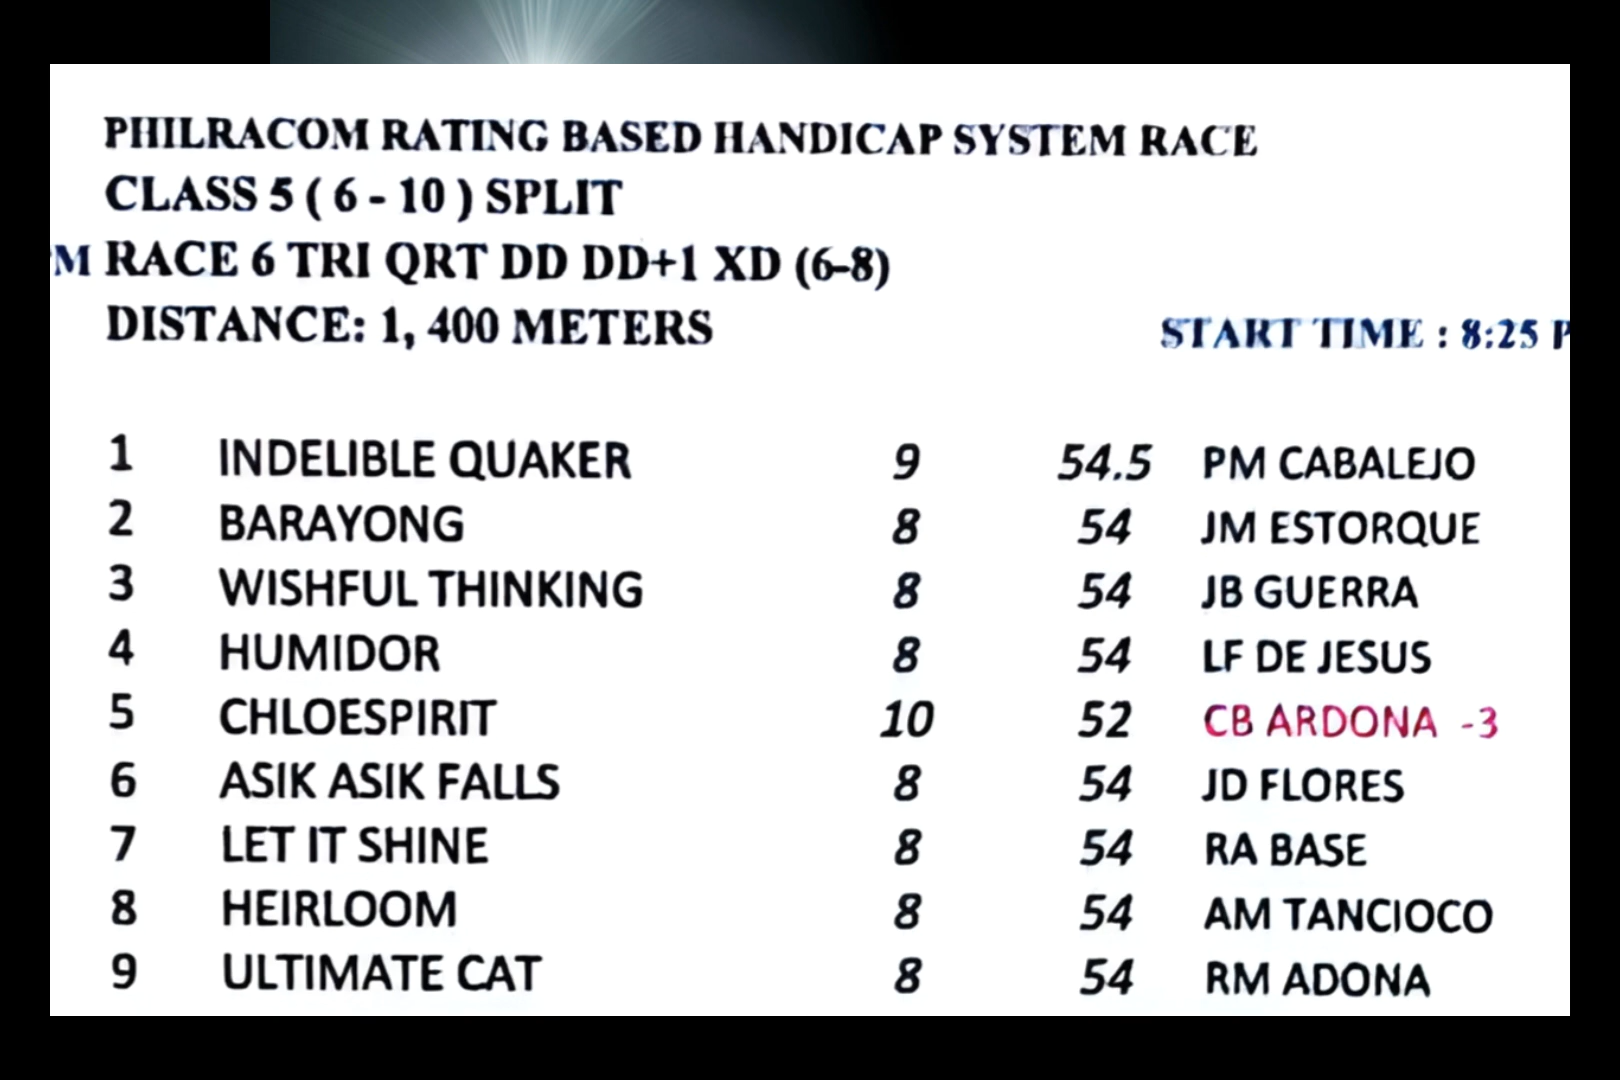 PHILRACOM RATING BASED HANDICAP SYSTEM RACE
CLASS 5 ( 6 - 10 ) SPLIT
M RACE 6 TRI QRT DD DD+1 XD (6-8)
DISTANCE: 1, 400 METERS START TIME : 8:25 P
1 INDELIBLE QUAKER 9 54.5 PM CABALEJO
2 BARAYONG 8 54 JM ESTORQUE
3 WISHFUL THINKING 8 54 JB GUERRA
4 HUMIDOR 8 54 LF DE JESUS
5 CHLOESPIRIT 10 52 CB ARDONA -3
6 ASIK ASIK FALLS 8 54 JD FLORES
7 LET IT SHINE 8 54 RA BASE
8 HEIRLOOM 8 54 AM TANCIOCO
9 ULTIMATE CAT 8 54 RM ADONA